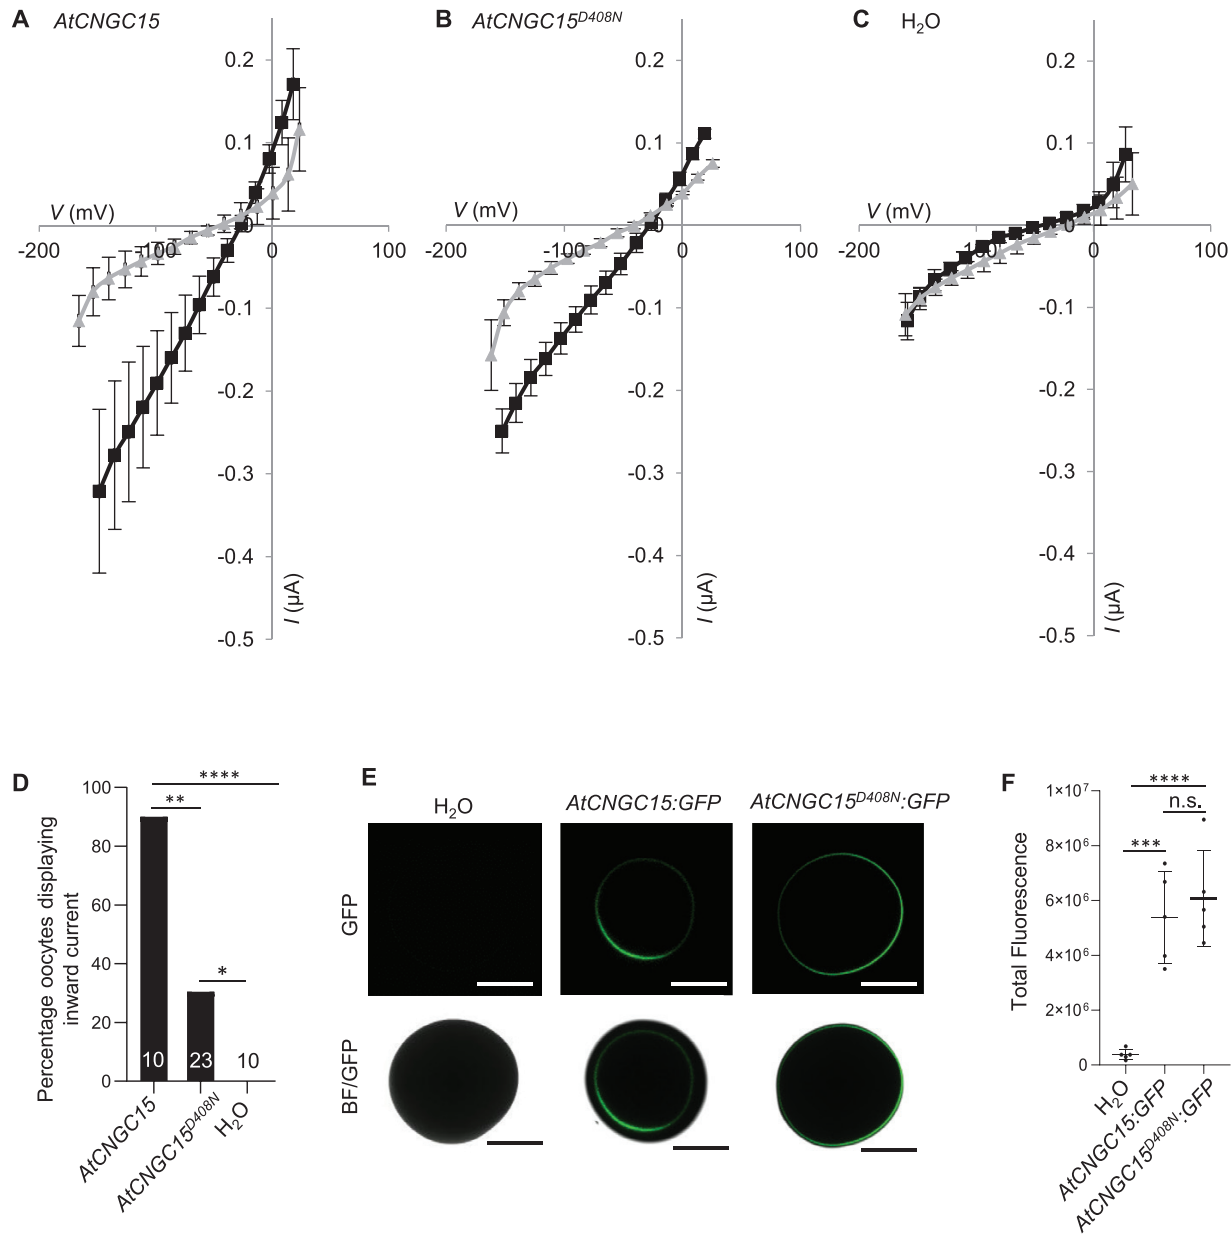 A AtCNGC15
0.2
0.1
V (mV)
0
-200 -100 0 100
-0.1
-0.2
-0.3
-0.4
-0.5
I (µA)
B AtCNGC15D408N
0.2
0.1
V (mV)
0
-200 -100 0 100
-0.1
-0.2
-0.3
-0.4
-0.5
I (µA)
C H2O
0.2
0.1
V (mV)
0
-200 -100 0 100
-0.1
-0.2
-0.3
-0.4
-0.5
I (µA)
D
Percentage oocytes displaying
inward current
100
80
60
40
20
0
****
**
*
10 23 10
AtCNGC15
AtCNGC15D408N
H2O
E
H2O AtCNGC15:GFP AtCNGC15D408N:GFP
GFP
BF/GFP
F
Total Fluorescence
1×10⁷
8×10⁶
6×10⁶
4×10⁶
2×10⁶
0
****
n.s.
***
H2O
AtCNGC15:GFP
AtCNGC15D408N:GFP